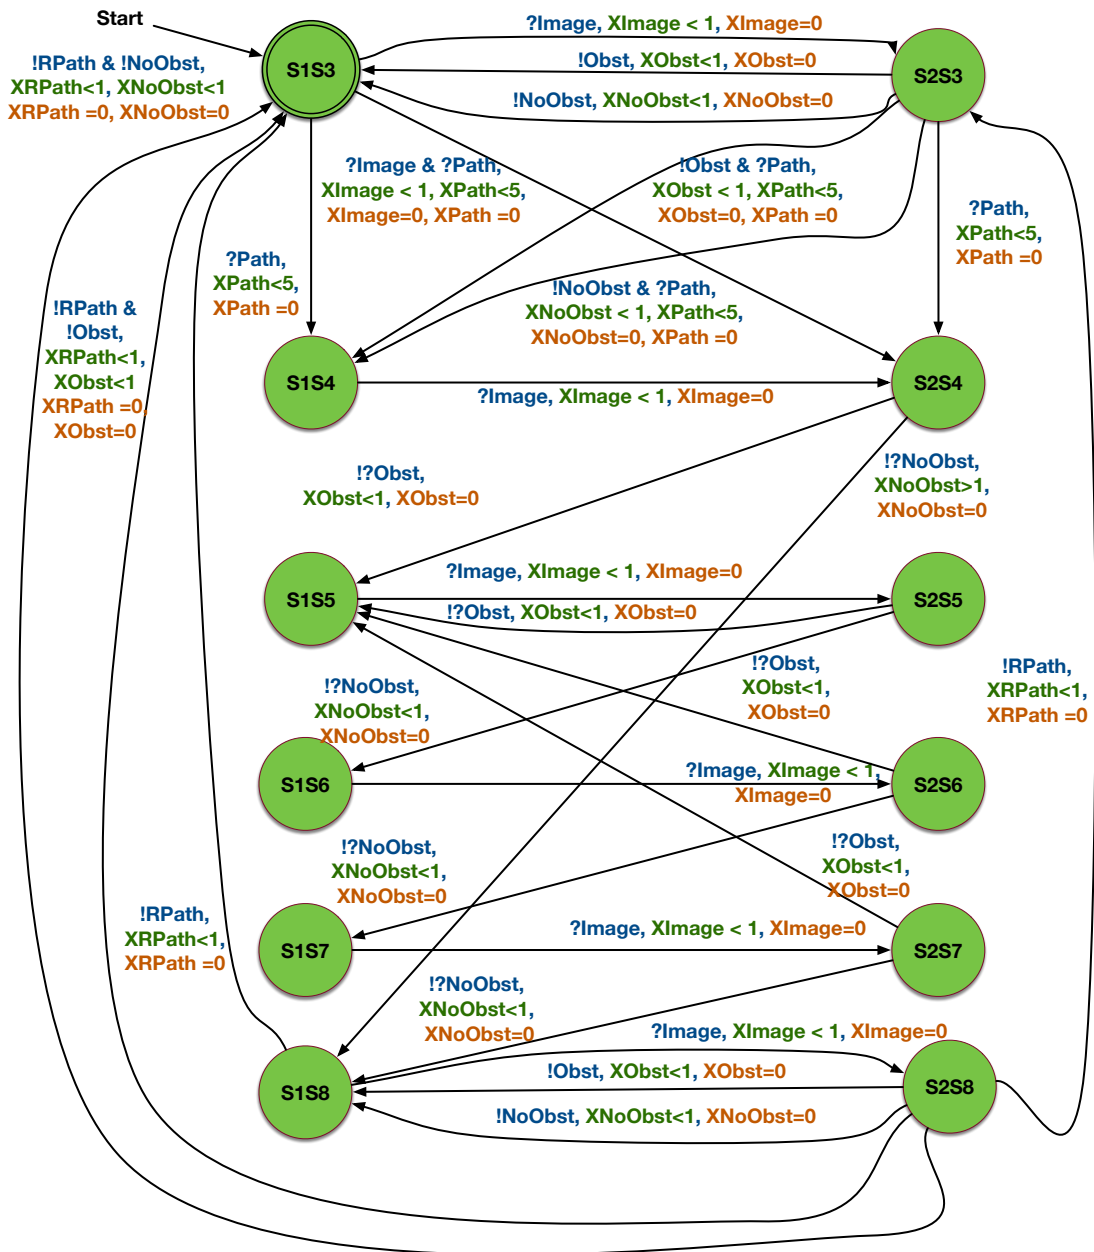 Start
?Image, XImage < 1, XImage=0
!RPath & !NoObst,
XRPath<1, XNoObst<1
XRPath =0, XNoObst=0
S1S3
!Obst, XObst<1, XObst=0
S2S3
!NoObst, XNoObst<1, XNoObst=0
?Image & ?Path,
XImage < 1, XPath<5,
XImage=0, XPath =0
!Obst & ?Path,
XObst < 1, XPath<5,
XObst=0, XPath =0
?Path,
XPath<5,
XPath =0
?Path,
XPath<5,
XPath =0
!NoObst & ?Path,
XNoObst < 1, XPath<5,
XNoObst=0, XPath =0
!RPath &
!Obst,
XRPath<1,
XObst<1
XRPath =0,
XObst=0
S1S4
S2S4
?Image, XImage < 1, XImage=0
!?Obst,
XObst<1, XObst=0
!?NoObst,
XNoObst>1,
XNoObst=0
S1S5
?Image, XImage < 1, XImage=0
!?Obst, XObst<1, XObst=0
S2S5
!?NoObst,
XNoObst<1,
XNoObst=0
!?Obst,
XObst<1,
XObst=0
!RPath,
XRPath<1,
XRPath =0
S1S6
?Image, XImage < 1,
XImage=0
S2S6
!?NoObst,
XNoObst<1,
XNoObst=0
!?Obst,
XObst<1,
XObst=0
!RPath,
XRPath<1,
XRPath =0
S1S7
?Image, XImage < 1, XImage=0
S2S7
!?NoObst,
XNoObst<1,
XNoObst=0
?Image, XImage < 1, XImage=0
S1S8
!Obst, XObst<1, XObst=0
S2S8
!NoObst, XNoObst<1, XNoObst=0